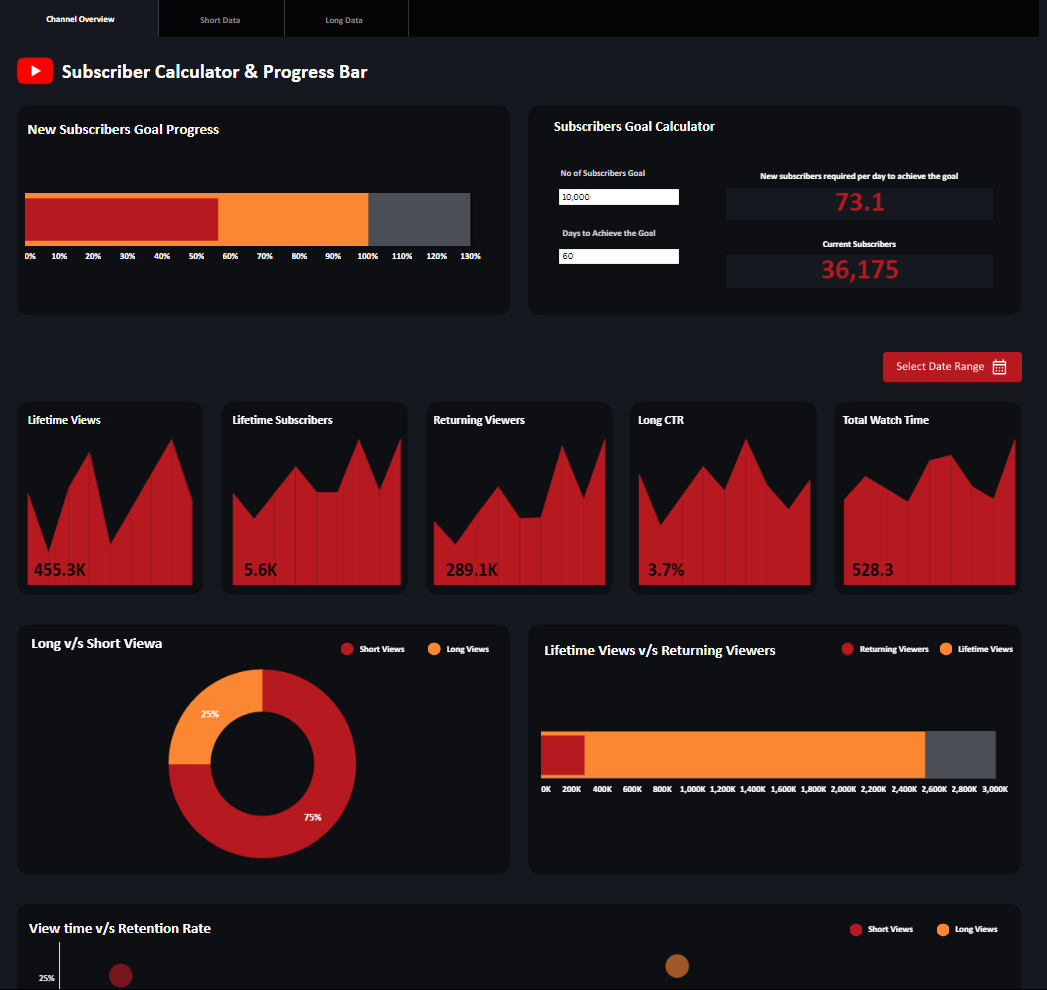 Channel Overview
Short Data
Long Data
Subscriber Calculator & Progress Bar
New Subscribers Goal Progress
0% 10% 20% 30% 40% 50% 60% 70% 80% 90% 100% 110% 120% 130%
Subscribers Goal Calculator
No of Subscribers Goal
10,000
Days to Achieve the Goal
60
New subscribers required per day to achieve the goal
73.1
Current Subscribers
36,175
Select Date Range
Lifetime Views
455.3K
Lifetime Subscribers
5.6K
Returning Viewers
289.1K
Long CTR
3.7%
Total Watch Time
528.3
Long v/s Short Viewa
Short Views
Long Views
25%
75%
Lifetime Views v/s Returning Viewers
Returning Viewers
Lifetime Views
0K 200K 400K 600K 800K 1,000K 1,200K 1,400K 1,600K 1,800K 2,000K 2,200K 2,400K 2,600K 2,800K 3,000K
View time v/s Retention Rate
Short Views
Long Views
25%